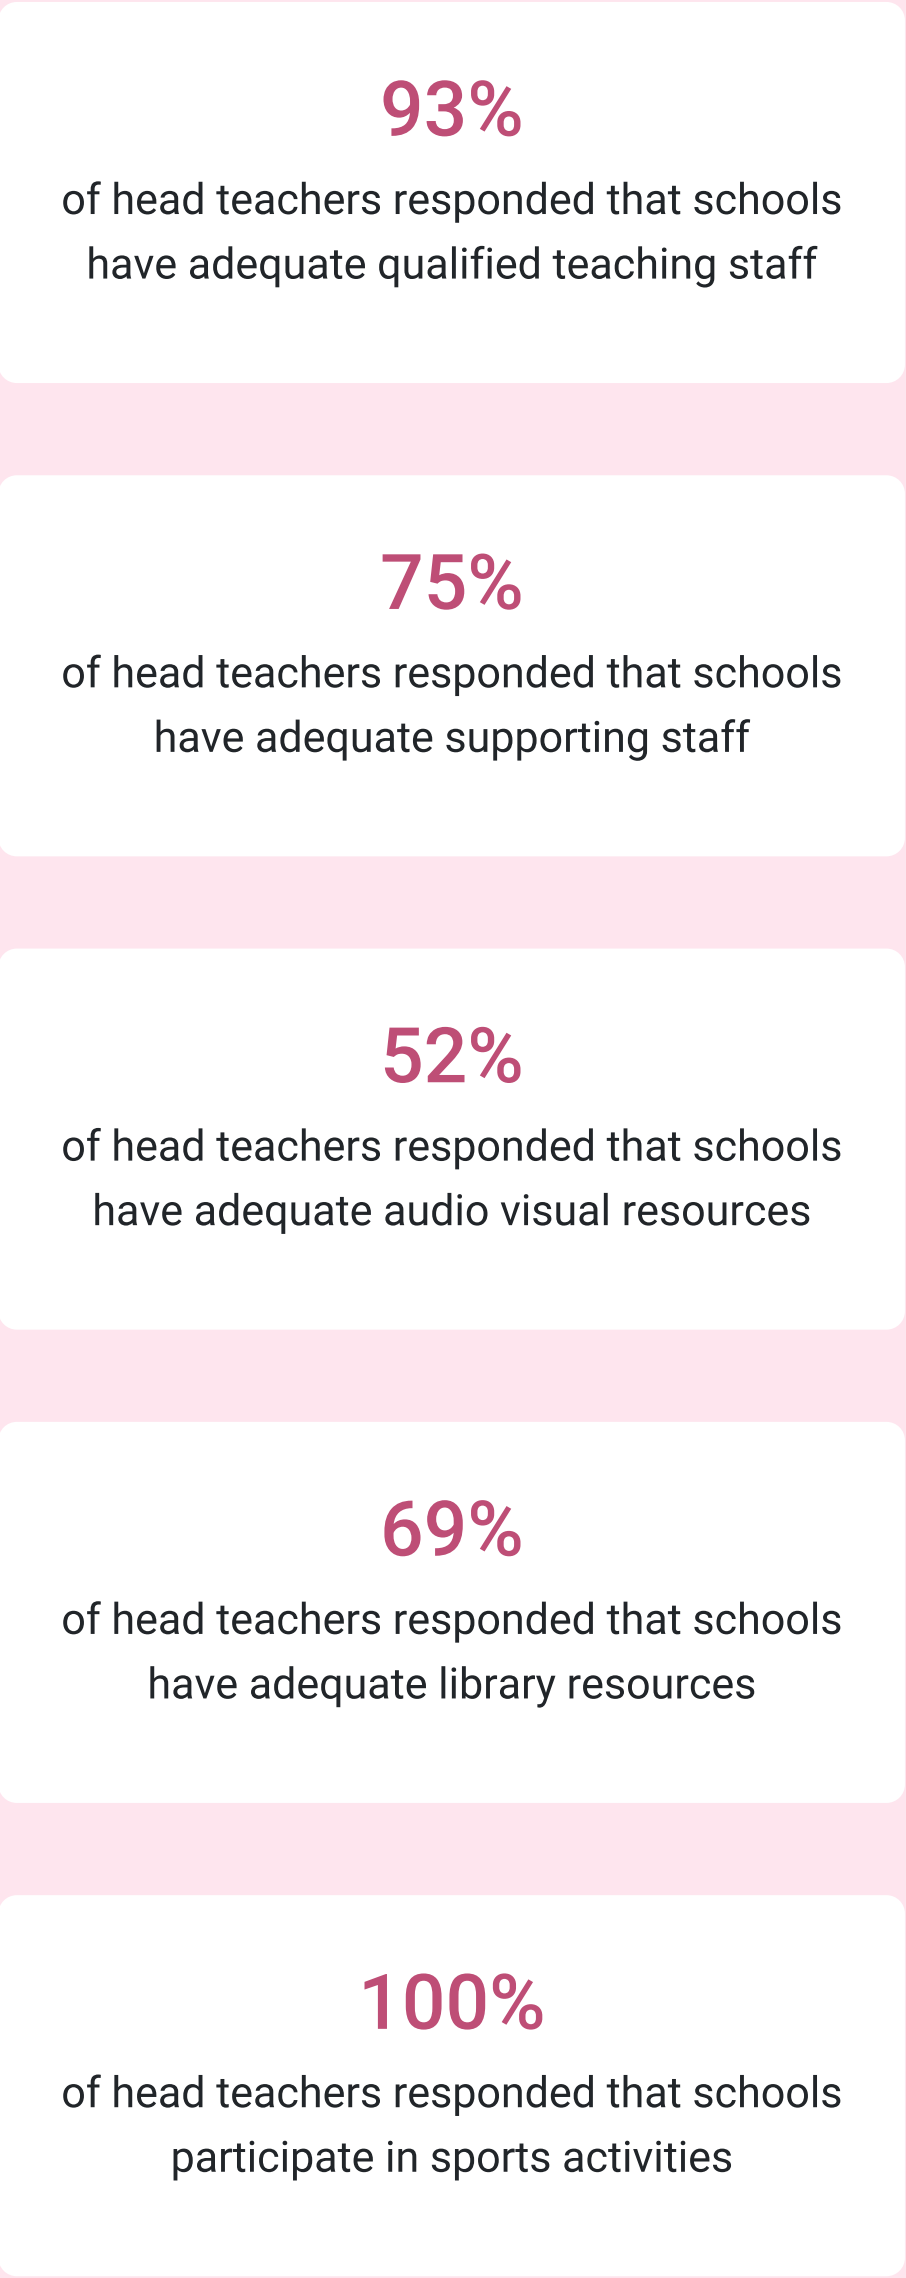 93%
of head teachers responded that schools
have adequate qualified teaching staff
75%
of head teachers responded that schools
have adequate supporting staff
52%
of head teachers responded that schools
have adequate audio visual resources
69%
of head teachers responded that schools
have adequate library resources
100%
of head teachers responded that schools
participate in sports activities